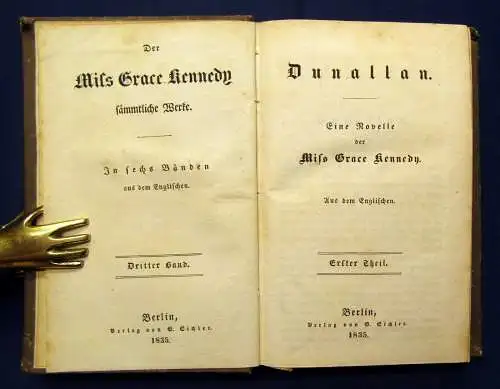 Der
Miſs Grace Kennedy
ſämmtliche Werke.
In ſechs Bänden
aus dem Engliſchen.
Dritter Band.
Berlin,
Verlag von G. Eichler.
1835.
Dunallan.
Eine Novelle
der
Miſs Grace Kennedy.
Aus dem Engliſchen.
Erſter Theil.
Berlin,
Verlag von G. Eichler.
1835.